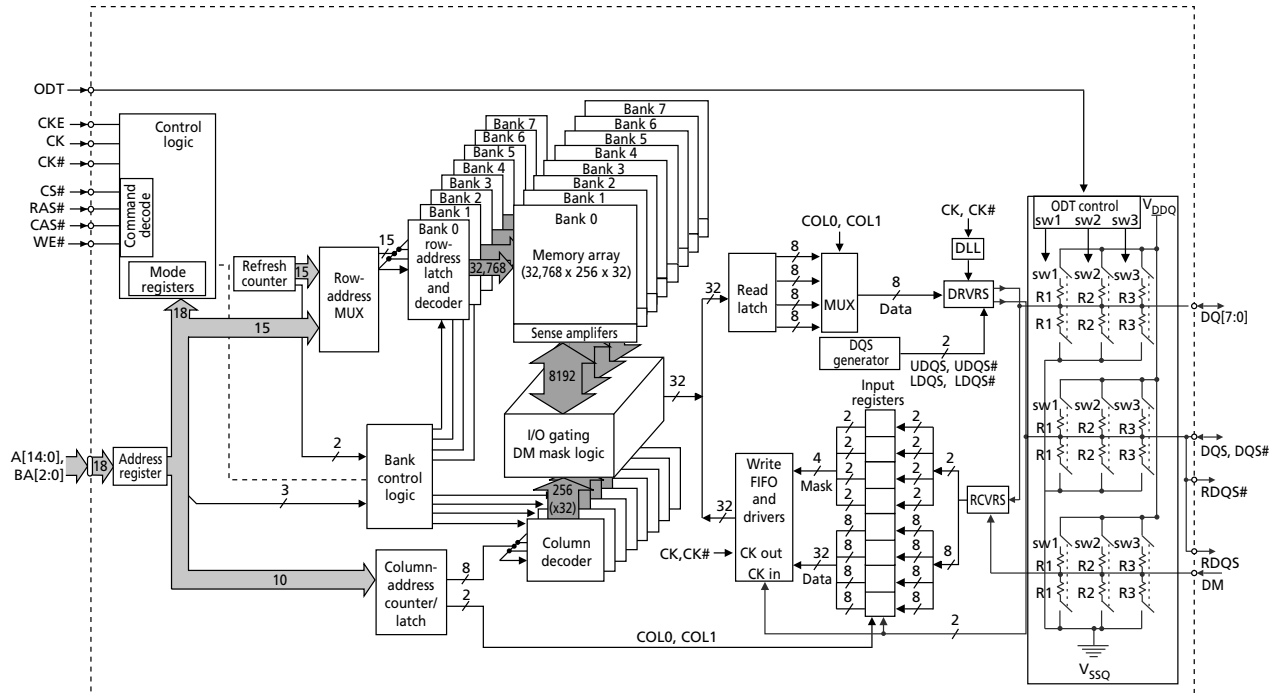 ODT
CKE
CK
CK#
CS#
RAS#
CAS#
WE#
Control
logic
Command
decode
Mode
registers
Refresh
counter
15
Row-
address
MUX
15
18
15
A[14:0],
BA[2:0]
18
Address
register
2
3
10
Bank
control
logic
Column-
address
counter/
latch
8
2
COL0, COL1
Bank 7
Bank 6
Bank 5
Bank 4
Bank 3
Bank 2
Bank 1
Bank 0
row-
address
latch
and
decoder
32,768
Bank 7
Bank 6
Bank 5
Bank 4
Bank 3
Bank 2
Bank 1
Bank 0
Memory array
(32,768 x 256 x 32)
Sense amplifers
8192
I/O gating
DM mask logic
256
(x32)
Column
decoder
32
32
32
Read
latch
8
8
8
8
COL0, COL1
MUX
8
Data
CK, CK#
DLL
DRVRS
DQS
generator
2
UDQS, UDQS#
LDQS, LDQS#
Input
registers
2
2
2
2
8
8
8
8
2
2
2
2
8
8
8
8
4
Mask
32
Data
Write
FIFO
and
drivers
CK out
CK in
CK,CK#
2
8
RCVRS
2
ODT control
sw1 sw2 sw3
VDDQ
sw1 sw2 sw3
R1 R2 R3
R1 R2 R3
sw1 sw2 sw3
R1 R2 R3
R1 R2 R3
sw1 sw2 sw3
R1 R2 R3
R1 R2 R3
VSSQ
DQ[7:0]
DQS, DQS#
RDQS#
RDQS
DM